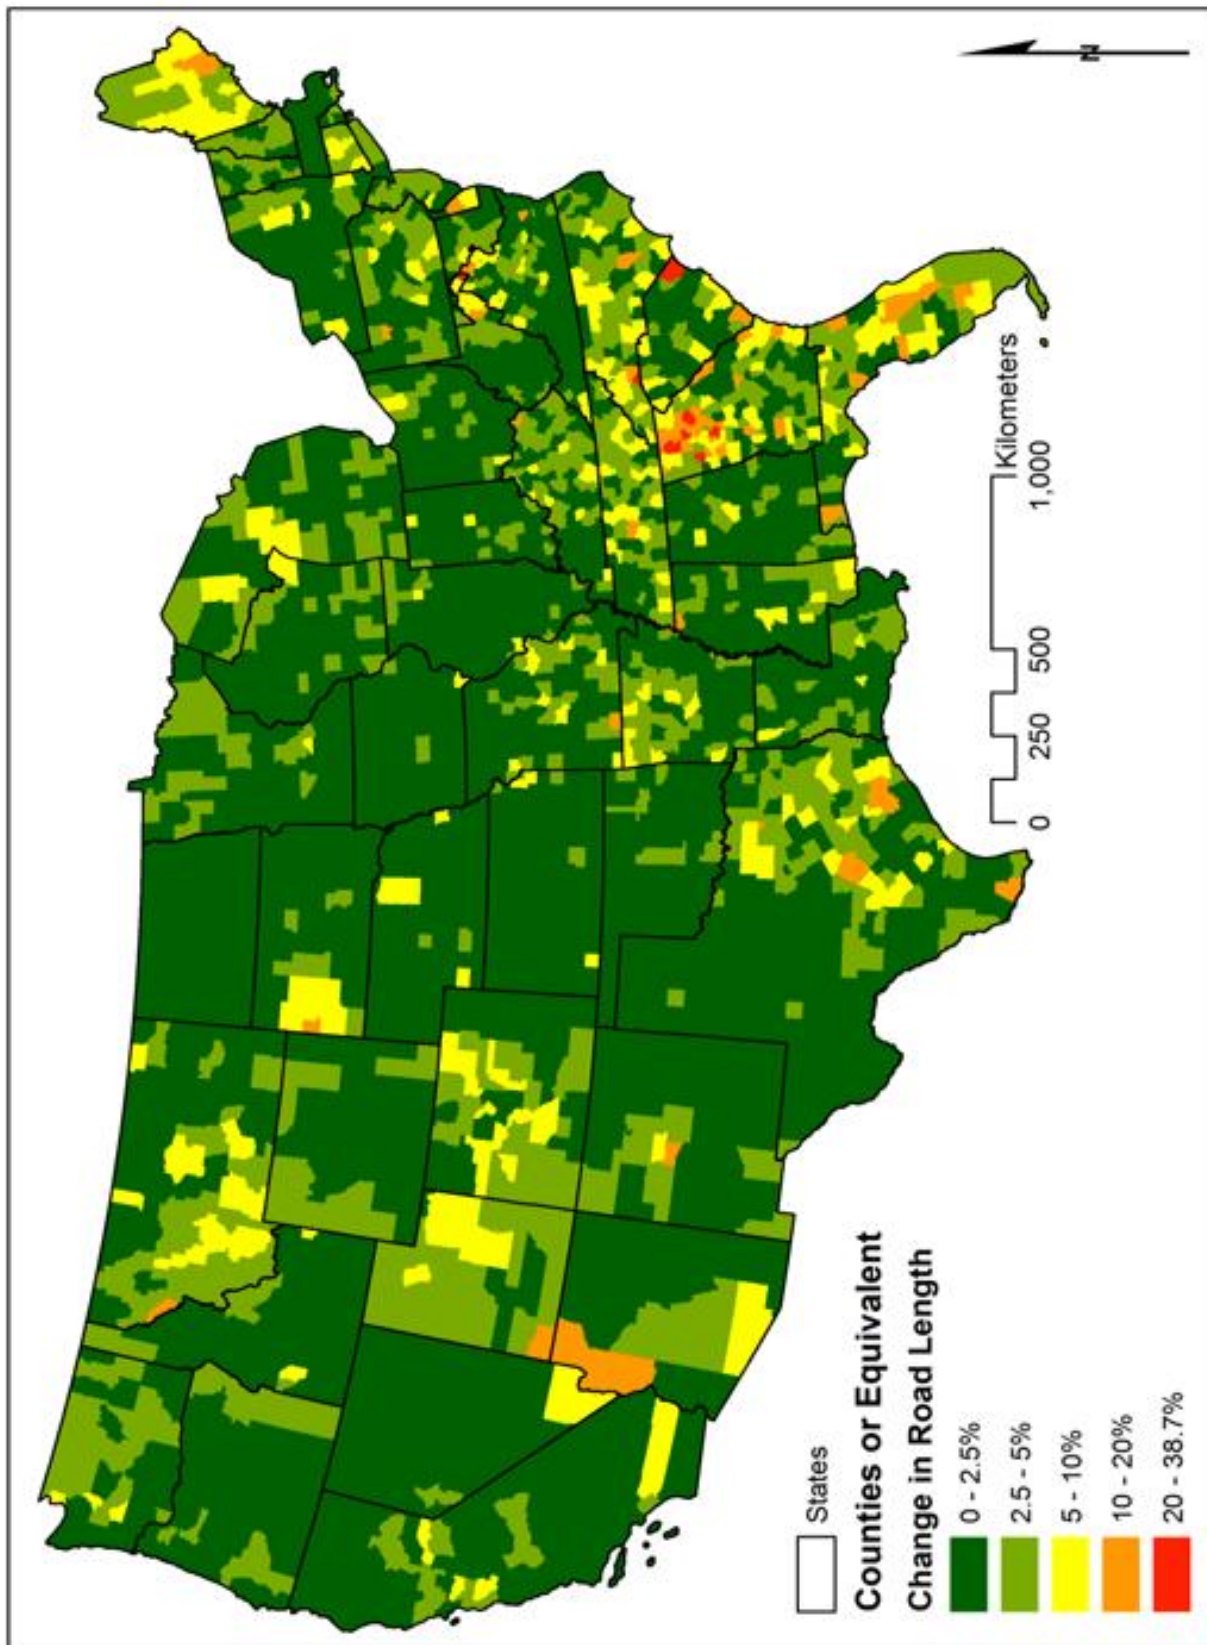 N
States
Counties or Equivalent
Change in Road Length
0 - 2.5%
2.5 - 5%
5 - 10%
10 - 20%
20 - 38.7%
0 250 500 1,000
Kilometers